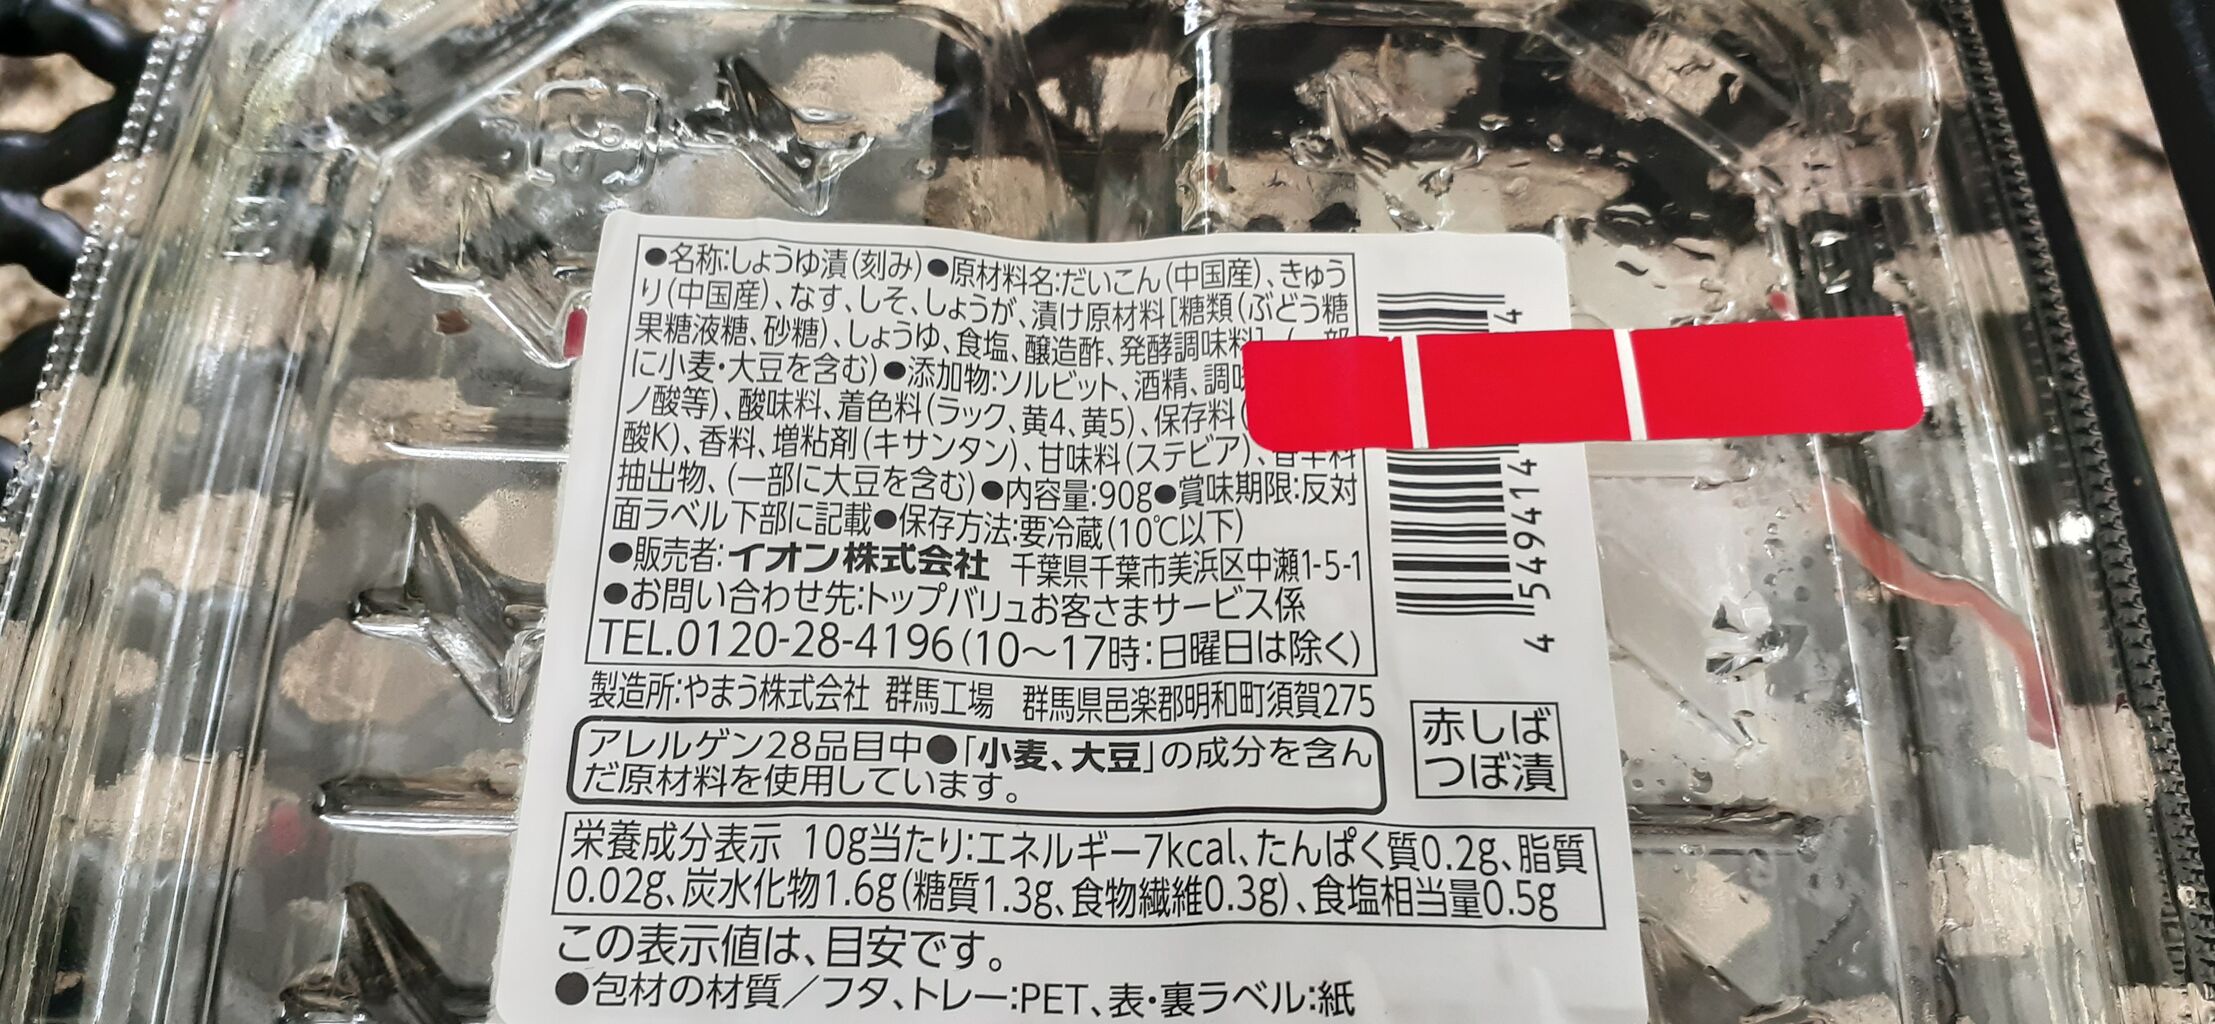 ●名称:しょうゆ漬(刻み)●原材料名:だいこん(中国産)、きゅう
り(中国産)、なす、しそ、しょうが、漬け原材料[糖類(ぶどう糖
果糖液糖、砂糖)、しょうゆ、食塩、醸造酢、発酵調味料]
に小麦・大豆を含む)●添加物:ソルビット、酒精、
ノ酸等)、酸味料、着色料(ラック、黄4、黄5)、保存料(
酸K)、香料、増粘剤(キサンタン)、甘味料(ステビア)、
抽出物、(一部に大豆を含む)●内容量:90g●賞味期限:反対
面ラベル下部に記載●保存方法:要冷蔵(10℃以下)
●販売者:イオン株式会社 千葉県千葉市美浜区中瀬1-5-1
●お問い合わせ先:トップバリュお客さまサービス係
TEL.0120-28-4196(10〜17時:日曜日は除く)
製造所:やまう株式会社 群馬工場 群馬県邑楽郡明和町須賀275
アレルゲン28品目中●「小麦、大豆」の成分を含ん
だ原材料を使用しています。
4 549414
4
赤しば
つぼ漬
栄養成分表示 10g当たり:エネルギー7kcal、たんぱく質0.2g、脂質
0.02g、炭水化物1.6g(糖質1.3g、食物繊維0.3g)、食塩相当量0.5g
この表示値は、目安です。
●包材の材質/フタ、トレー:PET、表・裏ラベル:紙